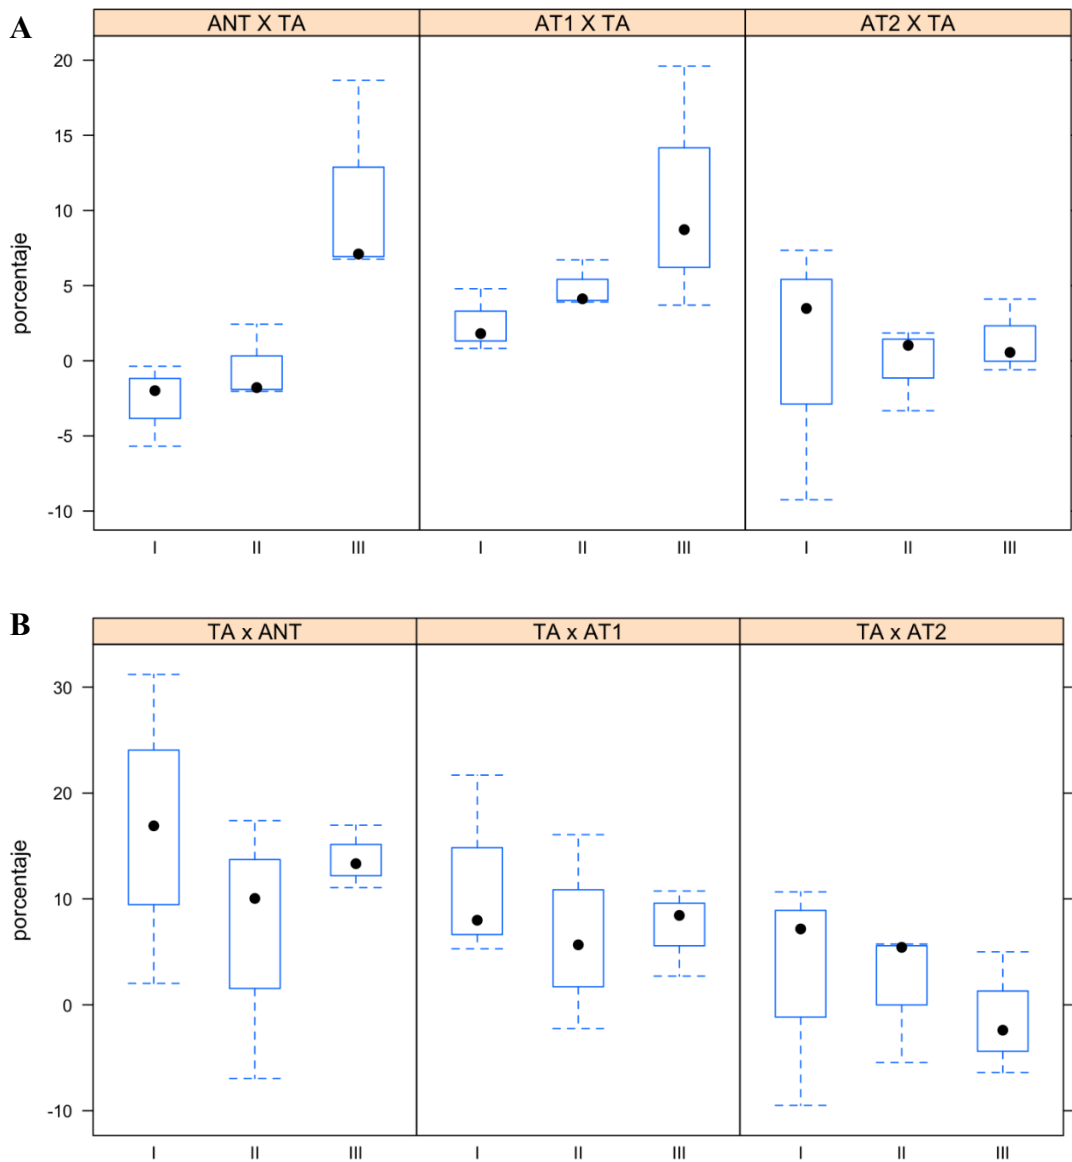 A
ANT X TA AT1 X TA AT2 X TA
porcentaje
20
15
10
5
0
-5
-10
I II III I II III I II III
B
TA x ANT TA x AT1 TA x AT2
porcentaje
30
20
10
0
-10
I II III I II III I II III